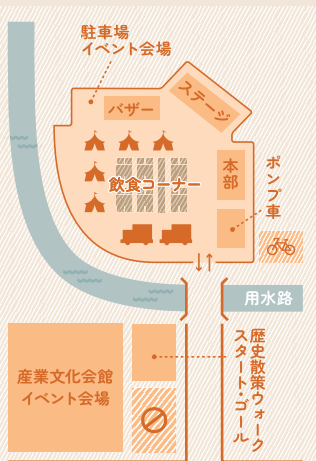 駐車場
イベント会場
ステージ
バザー
本部
飲食コーナー
ポンプ車
用水路
歴史散策ウォーク
スタート・ゴール
産業文化会館
イベント会場